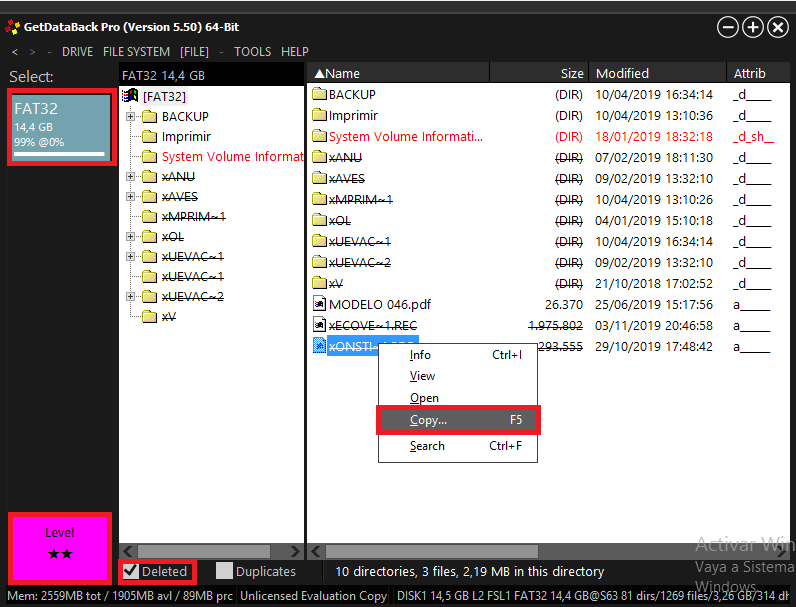 GetDataBack Pro (Version 5.50) 64-Bit
< > - DRIVE FILE SYSTEM [FILE] - TOOLS HELP
Select:
FAT32
14,4 GB
99% @0%
Level
★★
FAT32 14,4 GB
[FAT32]
BACKUP
Imprimir
System Volume Informat
xANU
xAVES
xMPRIM~1
xOL
xUEVAC~1
xUEVAC~1
xUEVAC~2
xV
▲Name Size Modified Attrib
BACKUP (DIR) 10/04/2019 16:34:14 _d____
Imprimir (DIR) 10/04/2019 13:10:36 _d____
System Volume Informati... (DIR) 18/01/2019 18:32:18 _d_sh__
xANU (DIR) 07/02/2019 18:11:30 _d____
xAVES (DIR) 09/02/2019 13:32:10 _d____
xMPRIM~1 (DIR) 10/04/2019 13:10:26 _d____
xOL (DIR) 04/01/2019 15:10:18 _d____
xUEVAC~1 (DIR) 10/04/2019 16:34:14 _d____
xUEVAC~2 (DIR) 09/02/2019 13:32:10 _d____
xV (DIR) 21/10/2018 17:02:52 _d____
MODELO 046.pdf 26.370 25/06/2019 15:17:56 a_____
xECOVE~1.REC 1.975.802 03/11/2019 20:46:58 a_____
xONSTI~ 293.555 29/10/2019 17:48:42 a_____
Info Ctrl+I
View
Open
Copy... F5
Search Ctrl+F
Deleted
Duplicates
10 directories, 3 files, 2,19 MB in this directory
Activar Win
Vaya a Sistema
Windows.
Mem: 2559MB tot / 1905MB avl / 89MB prc
Unlicensed Evaluation Copy
DISK1 14,5 GB L2 FSL1 FAT32 14,4 GB@S63 81 dirs/1269 files/3,26 GB/314 d